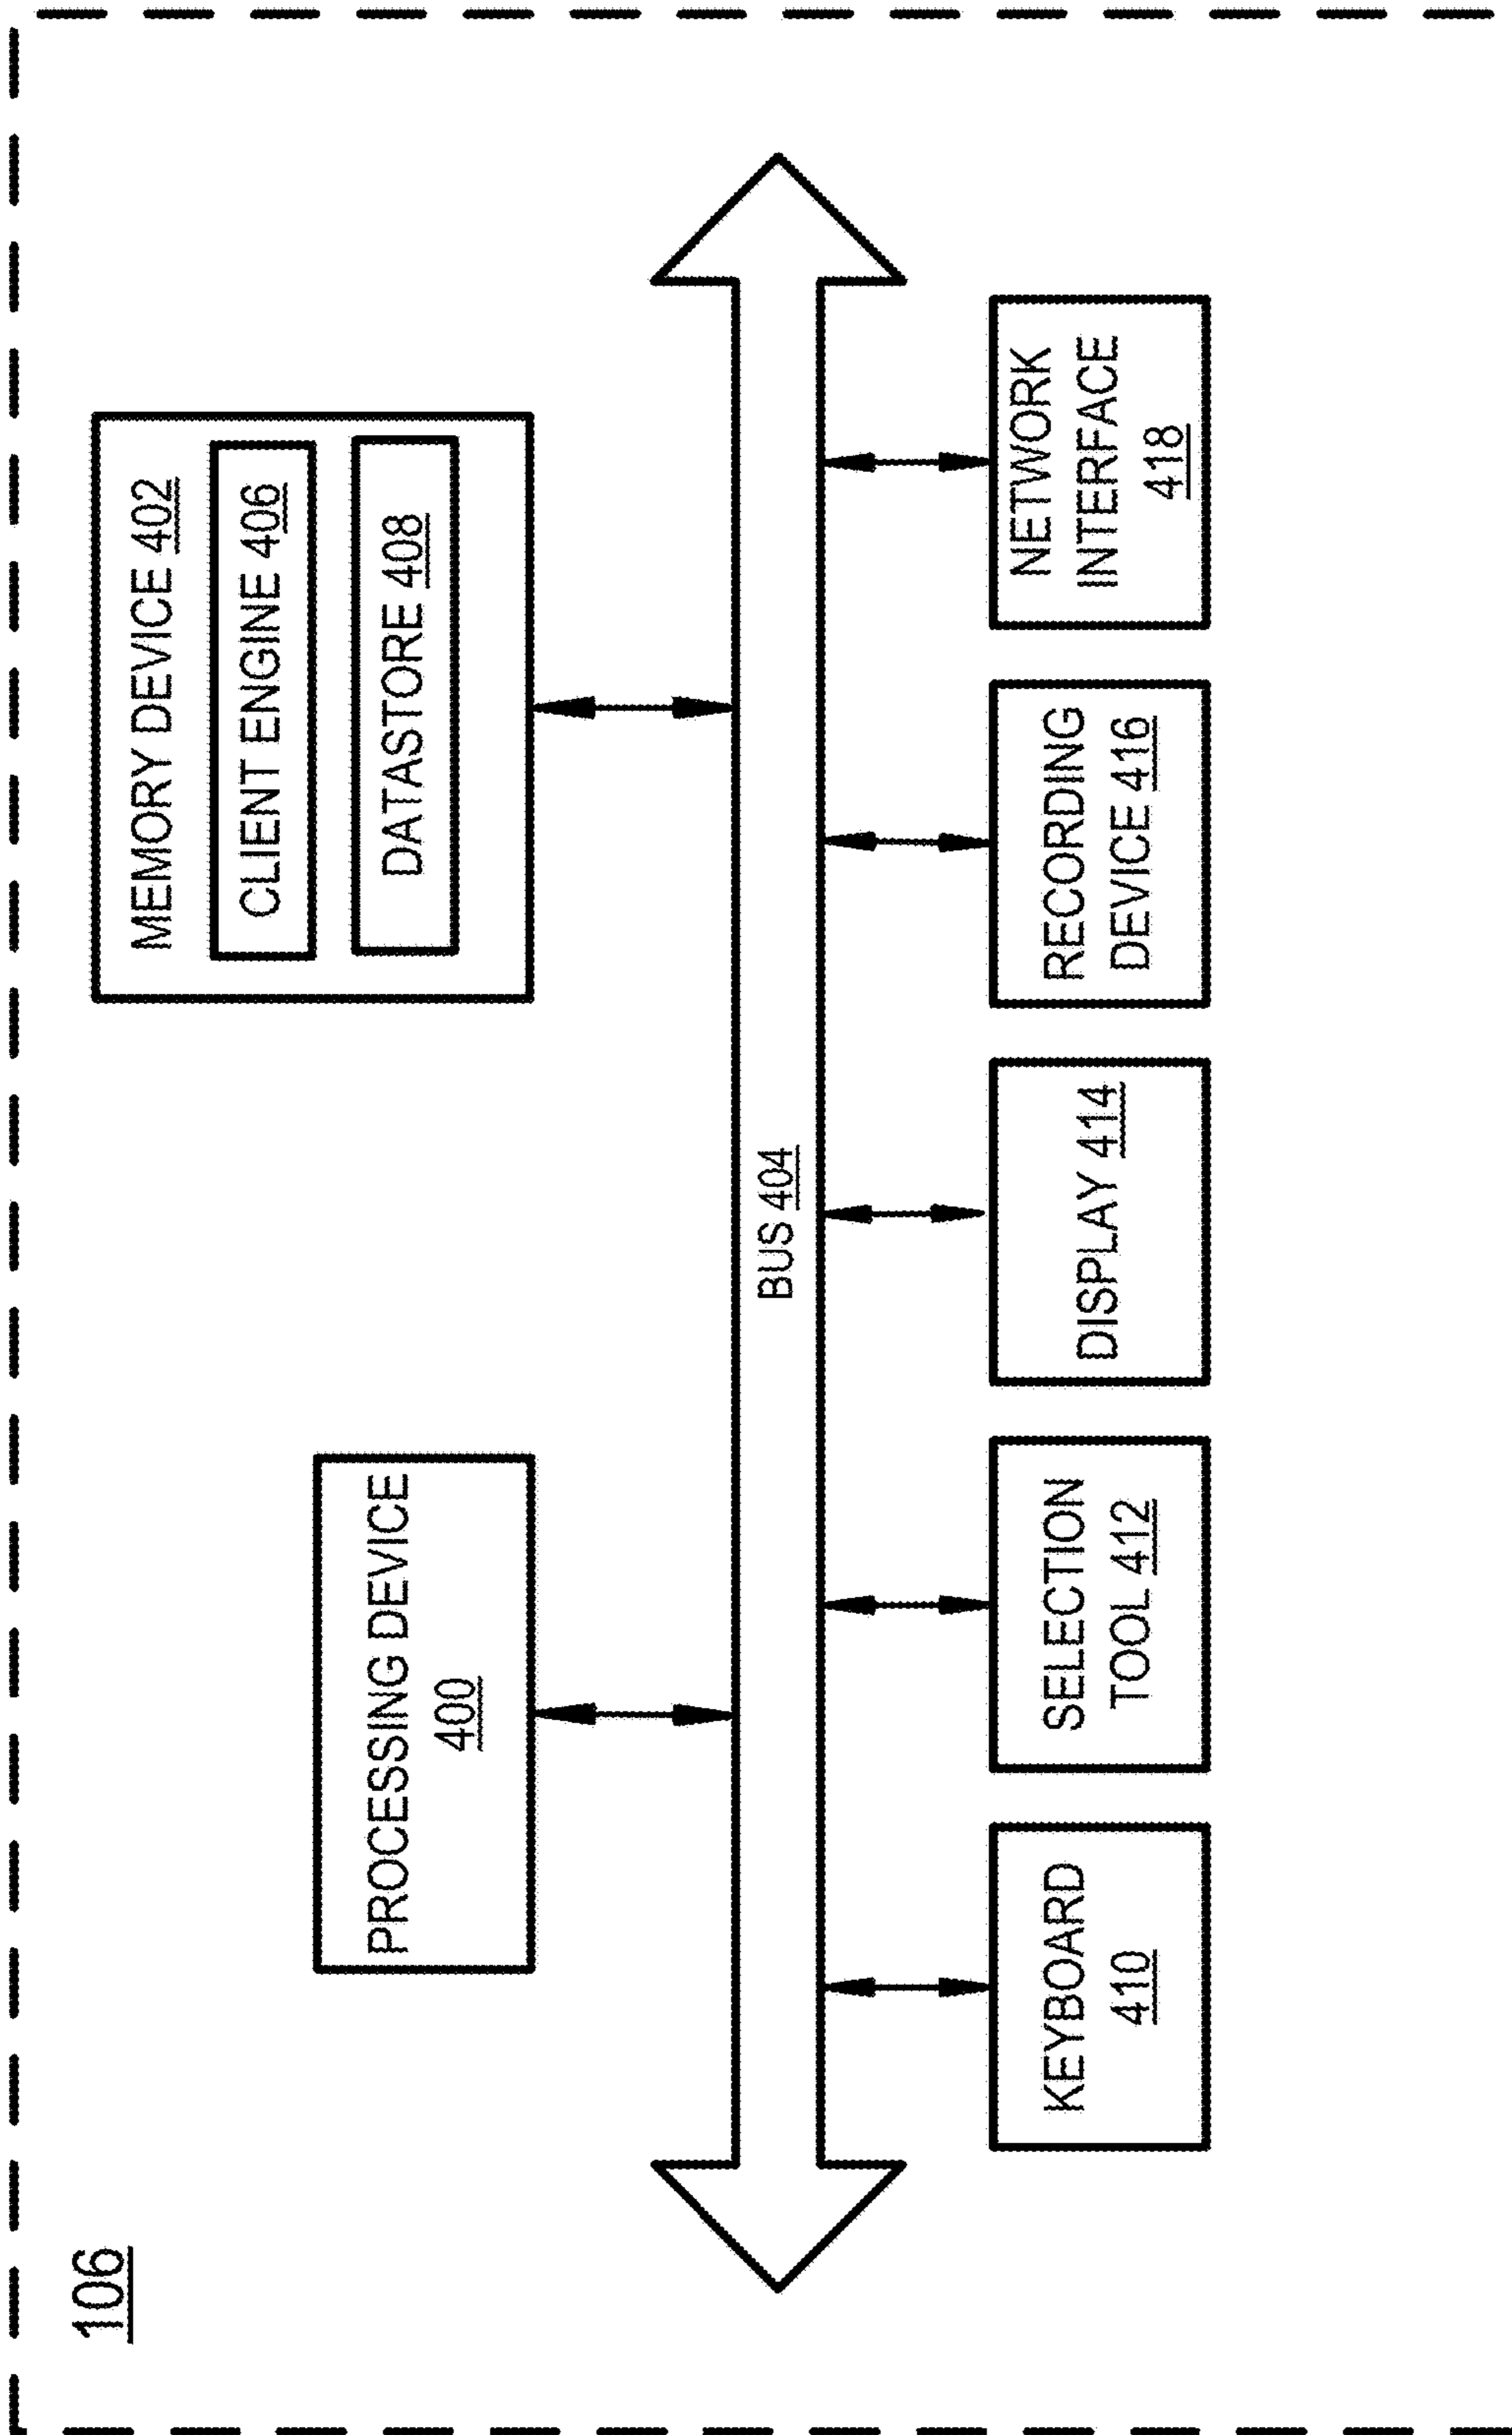 106
PROCESSING DEVICE
400
MEMORY DEVICE 402
CLIENT ENGINE 406
DATASTORE 408
BUS 404
KEYBOARD
410
SELECTION
TOOL 412
DISPLAY 414
RECORDING
DEVICE 416
NETWORK
INTERFACE
418